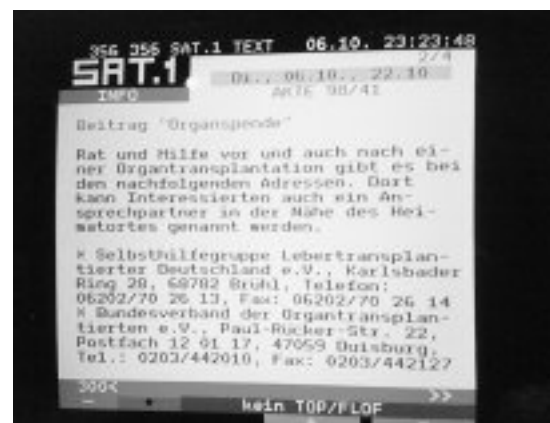 356 356 SAT.1 TEXT 06.10. 23:23:48
SAT.1
2/4
Di., 06.10., 22.10
INFO
AKTE 98/41
Beitrag "Organspende"
Rat und Hilfe vor und auch nach ei-
ner Organtransplantation gibt es bei
den nachfolgenden Adressen. Dort
kann Interessierten auch ein An-
sprechpartner in der Nähe des Hei-
matortes genannt werden.
* Selbsthilfegruppe Lebertransplan-
tierter Deutschland e.V., Karlsbader
Ring 28, 68782 Brühl, Telefon:
06202/70 26 13, Fax: 06202/70 26 14
* Bundesverband der Organtransplan-
tierten e.V., Paul-Rücker-Str. 22,
Postfach 12 01 17, 47059 Duisburg,
Tel.: 0203/442010, Fax: 0203/442127
300<
>>
kein TOP/FLOF